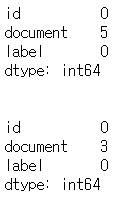 id 0
document 5
label 0
dtype: int64
id 0
document 3
label 0
dtype: int64